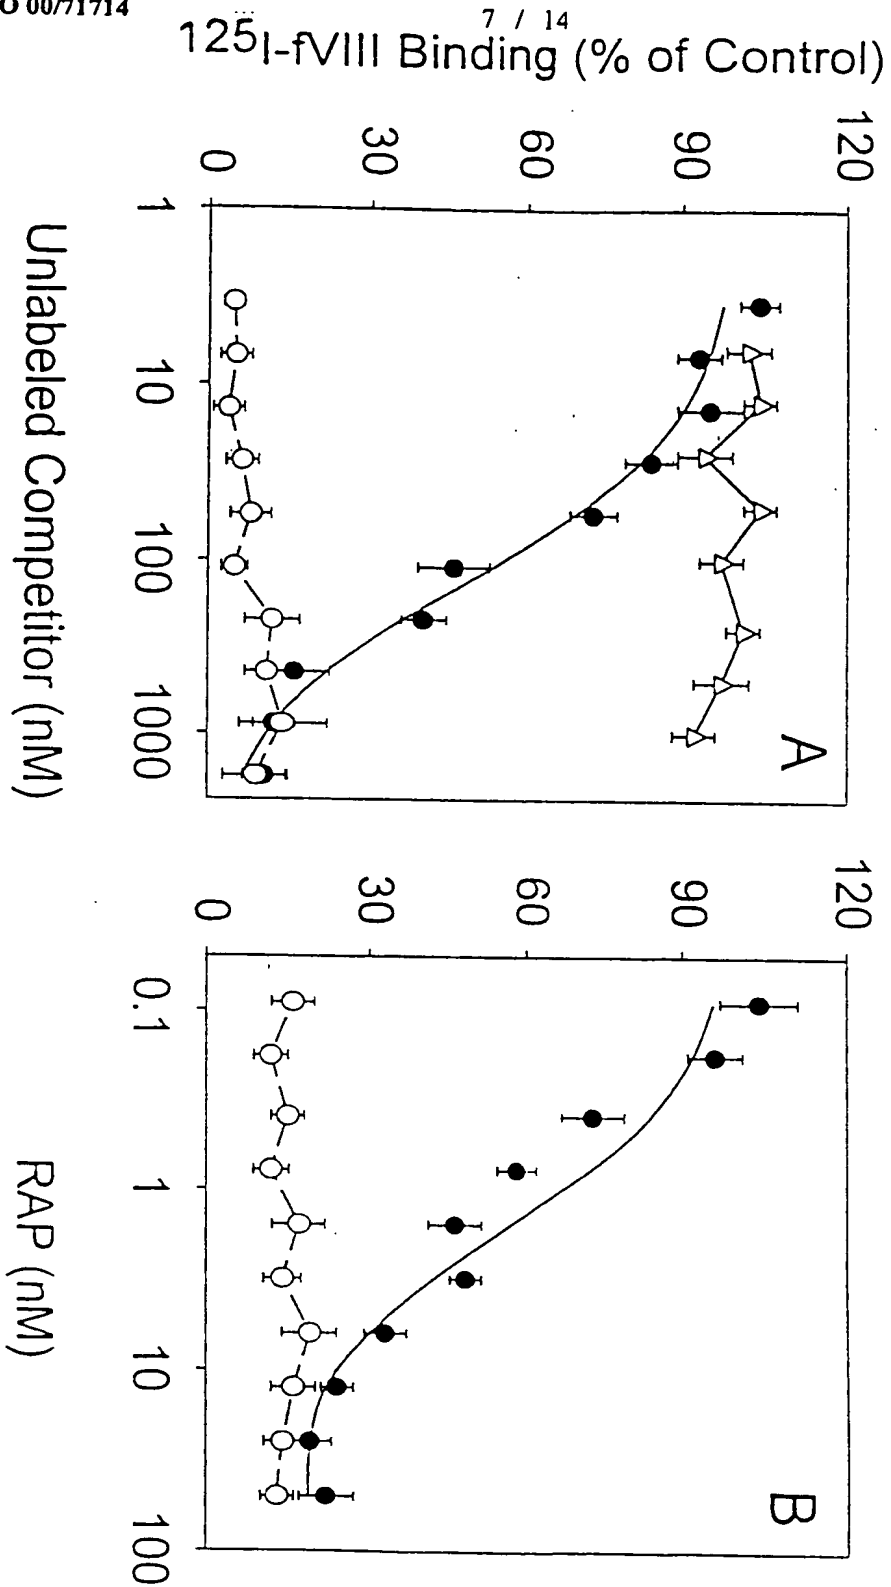 O 00/71714
7 / 14
125I-fVIII Binding (% of Control)
120
90
60
30
0
1
10
100
1000
Unlabeled Competitor (nM)
A
120
90
60
30
0
0.1
1
10
100
RAP (nM)
B